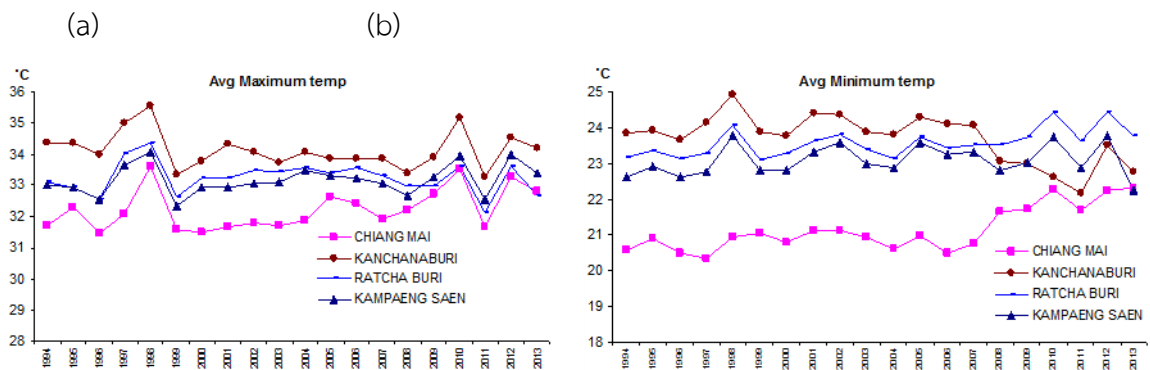 (a) (b)
°C
Avg Maximum temp
36
35
34
33
32
31
30
29
28
CHIANG MAI
KANCHANABURI
RATCHA BURI
KAMPAENG SAEN
1994 1995 1996 1997 1998 1999 2000 2001 2002 2003 2004 2005 2006 2007 2008 2009 2010 2011 2012 2013
°C
Avg Minimum temp
25
24
23
22
21
20
19
18
CHIANG MAI
KANCHANABURI
RATCHA BURI
KAMPAENG SAEN
1994 1995 1996 1997 1998 1999 2000 2001 2002 2003 2004 2005 2006 2007 2008 2009 2010 2011 2012 2013